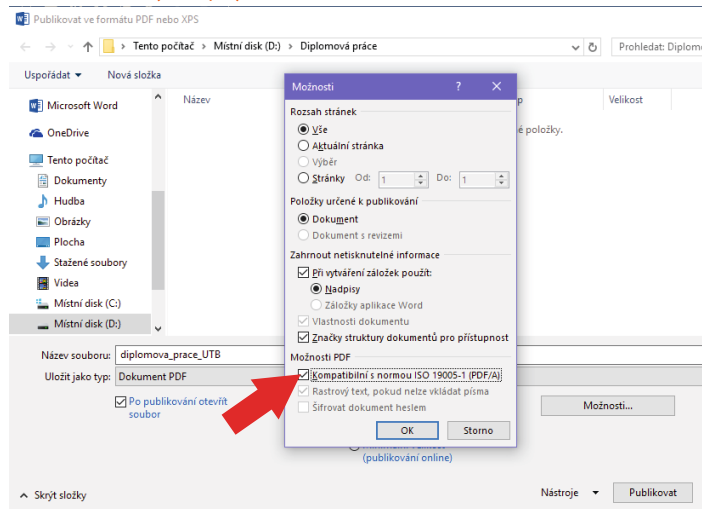 Publikovat ve formátu PDF nebo XPS
Tento počítač > Místní disk (D:) > Diplomová práce
Prohledat: Diplom
Uspořádat
Nová složka
Microsoft Word
OneDrive
Tento počítač
Dokumenty
Hudba
Obrázky
Plocha
Stažené soubory
Videa
Místní disk (C:)
Místní disk (D:)
Název
Velikost
é položky.
Možnosti
?
Rozsah stránek
Vše
Aktuální stránka
Výběr
Stránky Od: 1 Do: 1
Položky určené k publikování
Dokument
Dokument s revizemi
Zahrnout netisknutelné informace
Při vytváření záložek použít:
Nadpisy
Záložky aplikace Word
Vlastnosti dokumentu
Značky struktury dokumentů pro přístupnost
Možnosti PDF
Kompatibilní s normou ISO 19005-1 (PDF/A)
Rastrový text, pokud nelze vkládat písma
Šifrovat dokument heslem
OK Storno
Název souboru: diplomova_prace_UTB
Uložit jako typ: Dokument PDF
Po publikování otevřít
soubor
(publikování online)
Možnosti...
Skrýt složky
Nástroje
Publikovat